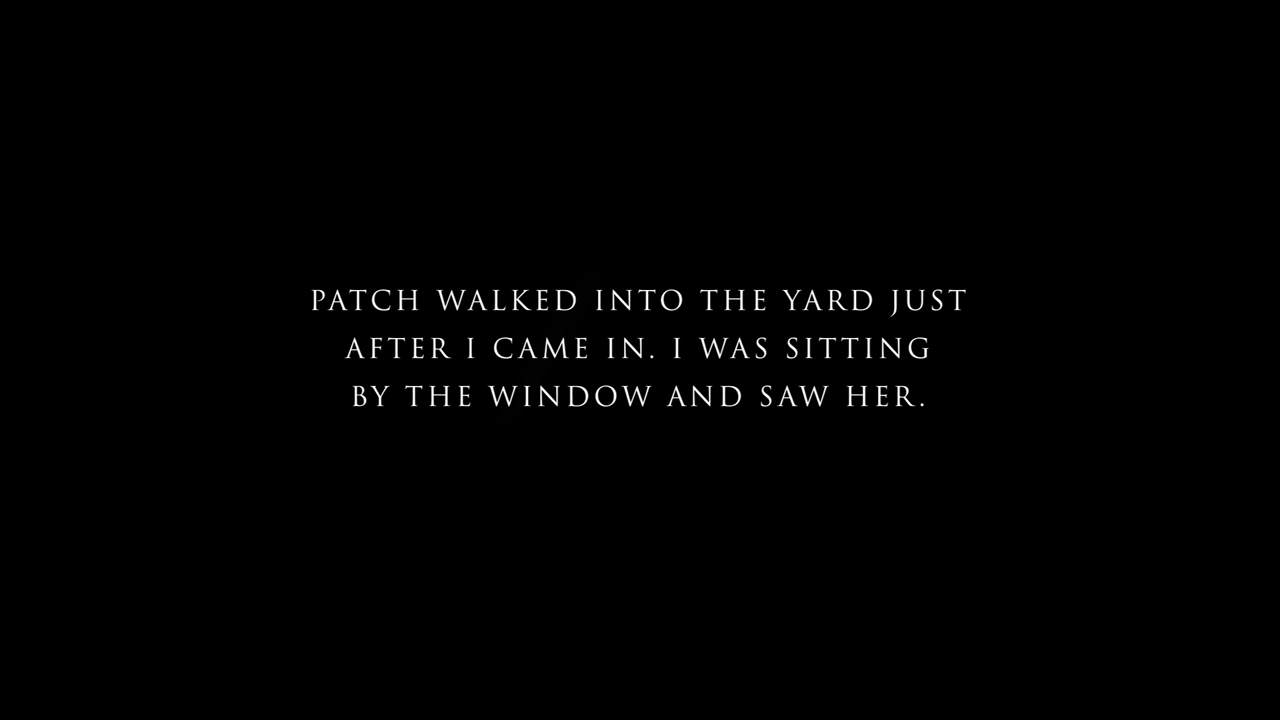 PATCH WALKED INTO THE YARD JUST
AFTER I CAME IN. I WAS SITTING
BY THE WINDOW AND SAW HER.